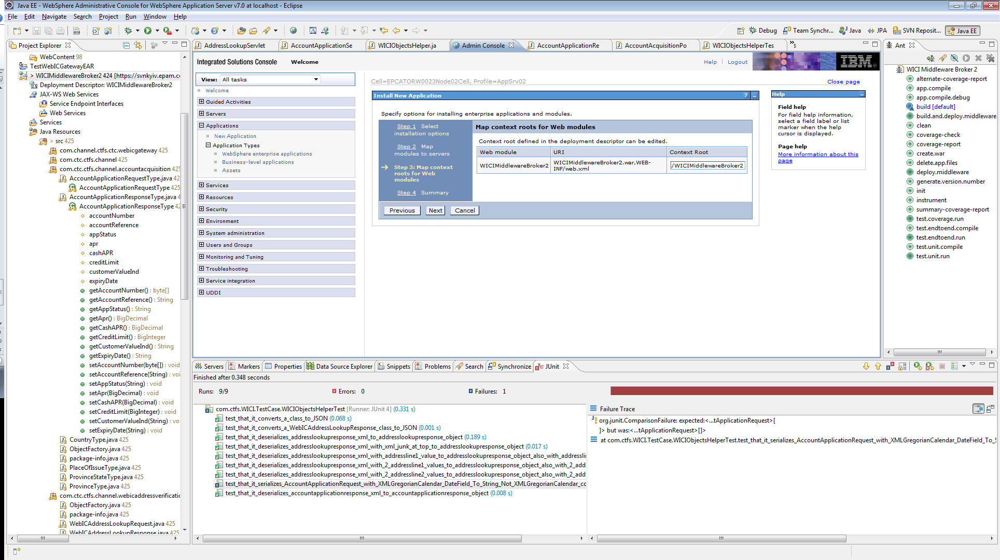 Java EE - WebSphere Administrative Console for WebSphere Application Server v7.0 at localhost - Eclipse
File Edit Navigate Search Project Run Window Help
Debug Team Synchr... Java JPA SVN Reposit... Java EE
Project Explorer
WebContent 98
TestWebICGatewayEAR
> WICIMiddlewareBroker2 424 [https://svnkyiv.epam.c
Deployment Descriptor: WICIMiddlewareBroker2
JAX-WS Web Services
Service Endpoint Interfaces
Web Services
Services
Java Resources
> src 425
com.channel.ctfs.ctc.webicgateway 425
com.ctc.ctfs.channel 425
com.ctc.ctfs.channel.accountacquisition 425
AccountApplicationRequestType.java 42
AccountApplicationRequestType 425
AccountApplicationResponseType.java 4
AccountApplicationResponseType 42
accountNumber
accountReference
appStatus
apr
cashAPR
creditLimit
customerValueInd
expiryDate
getAccountNumber() : byte[]
getAccountReference() : String
getAppStatus() : String
getApr() : BigDecimal
getCashAPR() : BigDecimal
getCreditLimit() : BigInteger
getCustomerValueInd() : String
getExpiryDate() : String
setAccountNumber(byte[]) : void
setAccountReference(String) : voi
setAppStatus(String) : void
setApr(BigDecimal) : void
setCashAPR(BigDecimal) : void
setCreditLimit(BigInteger) : void
setCustomerValueInd(String) : vo
setExpiryDate(String) : void
CountryType.java 425
ObjectFactory.java 425
package-info.java 425
PlaceOfIssueType.java 425
ProvinceStateType.java 425
ProvinceType.java 425
com.ctc.ctfs.channel.webicaddressverificatio
ObjectFactory.java 425
package-info.java 425
WebICAddressLookupRequest.java 425
WebICAddressLookupResponse.java 425
AddressLookupServlet AccountApplicationSe WICIObjectsHelper.ja Admin Console AccountApplicationRe AccountAcquisitionPo WICIObjectsHelperTes »5
Integrated Solutions Console Welcome Help | Logout IBM
View: All tasks
Welcome
Guided Activities
Servers
Applications
New Application
Application Types
WebSphere enterprise applications
Business-level applications
Assets
Services
Resources
Security
Environment
System administration
Users and Groups
Monitoring and Tuning
Troubleshooting
Service integration
UDDI
Cell=EPCATORW0023Node02Cell, Profile=AppSrv02
Close page
Install New Application ?
Specify options for installing enterprise applications and modules.
Step 1 Select installation options
Step 2 Map modules to servers
Step 3: Map context roots for Web modules
Step 4 Summary
Map context roots for Web modules
Context root defined in the deployment descriptor can be edited.
Web module URI Context Root
WICIMiddlewareBroker2 WICIMiddlewareBroker2.war,WEB-INF/web.xml /WICIMiddlewareBroker2
Previous Next Cancel
Help
Field help
For field help information,
select a field label or list
marker when the help
cursor is displayed.
Page help
More information about this
page
Ant
WICI Middleware Broker 2
alternate-coverage-report
app.compile
app.compile.debug
build [default]
build.and.deploy.middleware
clean
coverage-check
coverage-report
create.war
delete.app.files
deploy.middleware
generate.version.number
init
instrument
summary-coverage-report
test.coverage.run
test.endtoend.compile
test.endtoend.run
test.unit.compile
test.unit.run
Servers Markers Properties Data Source Explorer Snippets Problems Search Synchronize JUnit
Finished after 0.348 seconds
Runs: 9/9 Errors: 0 Failures: 1
com.ctfs.WICI.TestCase.WICIObjectsHelperTest [Runner: JUnit 4] (0.331 s)
test_that_it_converts_a_class_to_JSON (0.068 s)
test_that_it_converts_a_WebICAddressLookupResponse_class_to_JSON (0.001 s)
test_that_it_deserializes_addresslookupresponse_xml_to_addresslookupresponse_object (0.189 s)
test_that_it_deserializes_addresslookupresponse_xml_with_xml_junk_at_top_to_addresslookupresponse_object (0.017 s)
test_that_it_deserializes_addresslookupresponse_xml_with_addressline1_value_to_addresslookupresponse_object_also_with_addresslin
test_that_it_deserializes_addresslookupresponse_xml_with_2_addressline1_values_to_addresslookupresponse_object_also_with_2_add
test_that_it_deserializes_addresslookupresponse_xml_with_2_addressline2_values_to_addresslookupresponse_object_also_with_2_add
test_that_it_serializes_AccountApplicationRequest_with_XMLGregorianCalendar_DateField_To_String_Not_XMLGregorianCalendar_co
test_that_it_deserializes_accountapplicationresponse_xml_to_accountapplicationresponse_object (0.008 s)
Failure Trace
org.junit.ComparisonFailure: expected:<...tApplicationRequest>[
]> but was:<...tApplicationRequest>[]>
at com.ctfs.WICI.TestCase.WICIObjectsHelperTest.test_that_it_serializes_AccountApplicationRequest_with_XMLGregorianCalendar_DateField_To_S